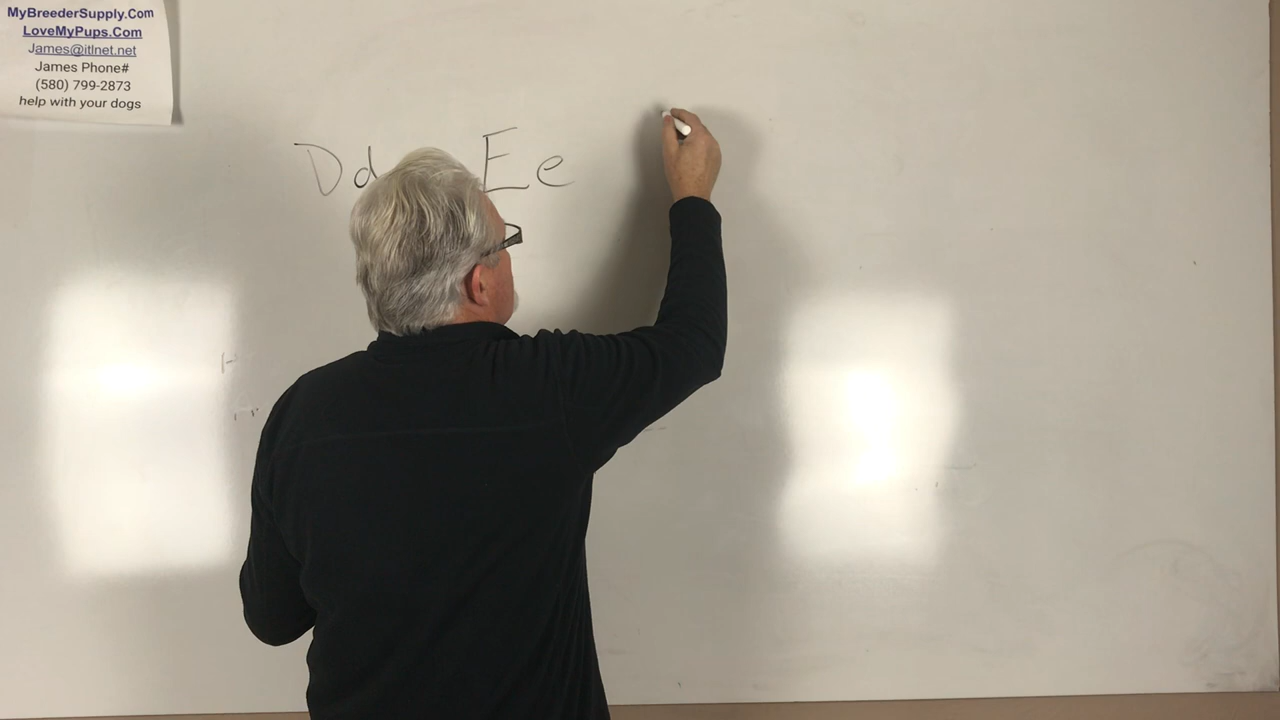 MyBreederSupply.Com
LoveMyPups.Com
James@itlnet.net
James Phone#
(580) 799-2873
help with your dogs
Dd Ee